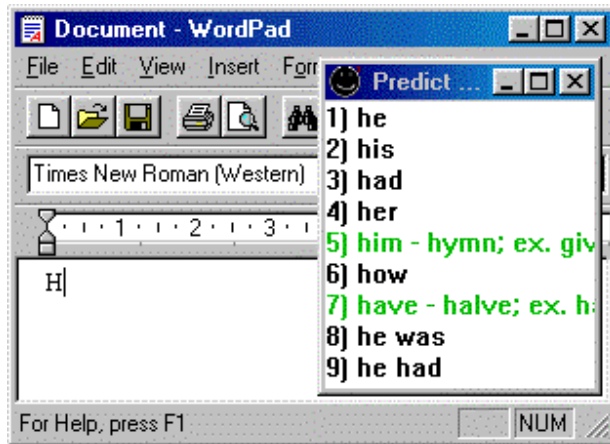 Document - WordPad
File Edit View Insert
Predict ...
Times New Roman (Western)
1 2 3
H
1) he
2) his
3) had
4) her
5) him - hymn; ex.
6) how
7) have - halve; ex.
8) he was
9) he had
For Help, press F1
NUM